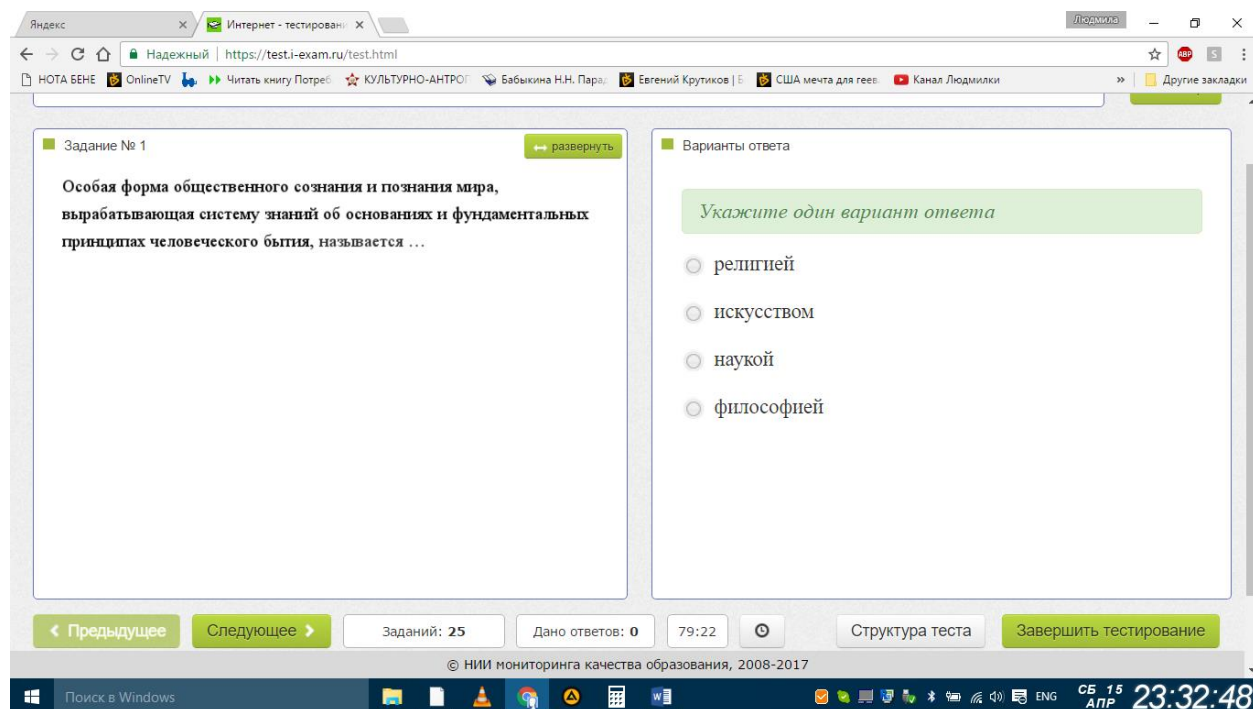 Яндекс
Интернет - тестировани
Людмила
Надежный
https://test.i-exam.ru/test.html
ABP
S
НОТА БЕНЕ
OnlineTV
Читать книгу Потреб
КУЛЬТУРНО-АНТРОП
Бабыкина Н.Н. Пара
Евгений Крутиков | Б
США мечта для геев.
Канал Людмилки
»
Другие закладки
Задание № 1
развернуть
Особая форма общественного сознания и познания мира,
вырабатывающая систему знаний об основаниях и фундаментальных
принципах человеческого бытия, называется …
Варианты ответа
Укажите один вариант ответа
религией
искусством
наукой
философией
Предыдущее
Следующее
Заданий: 25
Дано ответов: 0
79:22
Структура теста
Завершить тестирование
© НИИ мониторинга качества образования, 2008-2017
Поиск в Windows
ENG
СБ 15
АПР
23:32:48